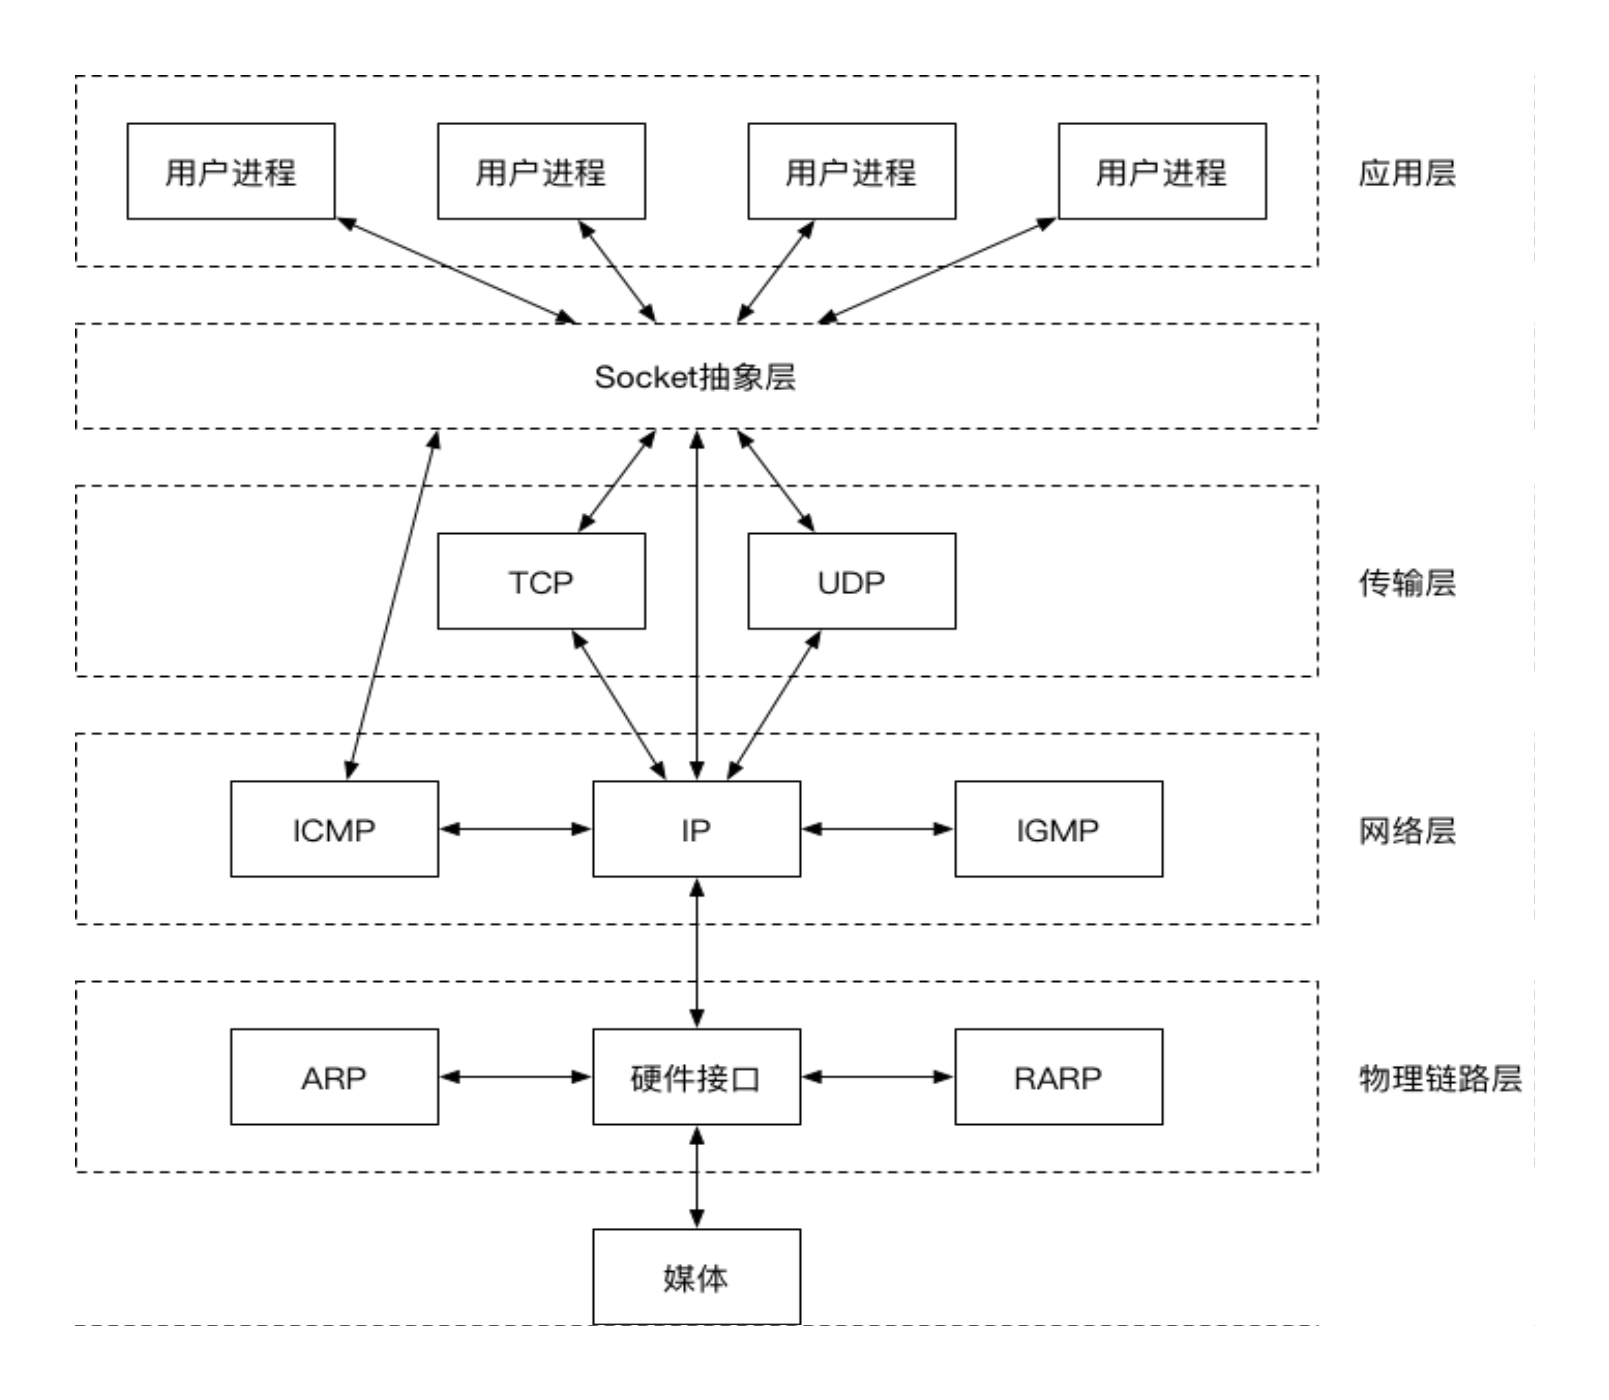 用户进程
用户进程
用户进程
用户进程
应用层
Socket抽象层
TCP
UDP
传输层
ICMP
IP
IGMP
网络层
ARP
硬件接口
RARP
物理链路层
媒体